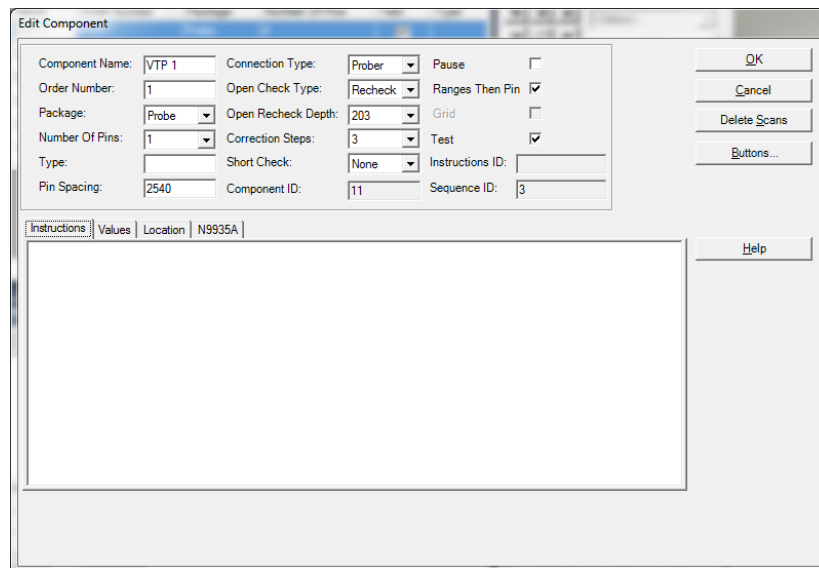 Edit Component
Component Name: VTP 1 Connection Type: Prober Pause OK
Order Number: 1 Open Check Type: Recheck Ranges Then Pin Cancel
Package: Probe Open Recheck Depth: 203 Grid Delete Scans
Number Of Pins: 1 Correction Steps: 3 Test
Type: Short Check: None Instructions ID: Buttons...
Pin Spacing: 2540 Component ID: 11 Sequence ID: 3
Instructions Values Location N9935A
Help